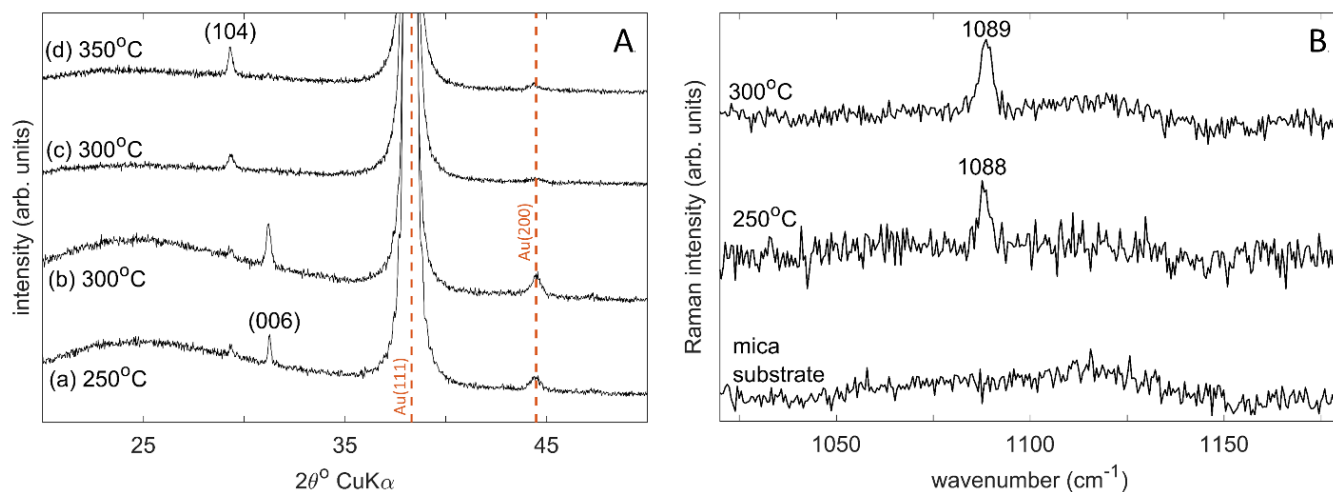 A
(104)
(d) 350°C
(c) 300°C
(b) 300°C
(006)
(a) 250°C
Au(111)
Au(200)
intensity (arb. units)
25 35 45
2θ° CuKα
B
1089
300°C
1088
250°C
mica
substrate
Raman intensity (arb. units)
1050 1100 1150
wavenumber (cm⁻¹)